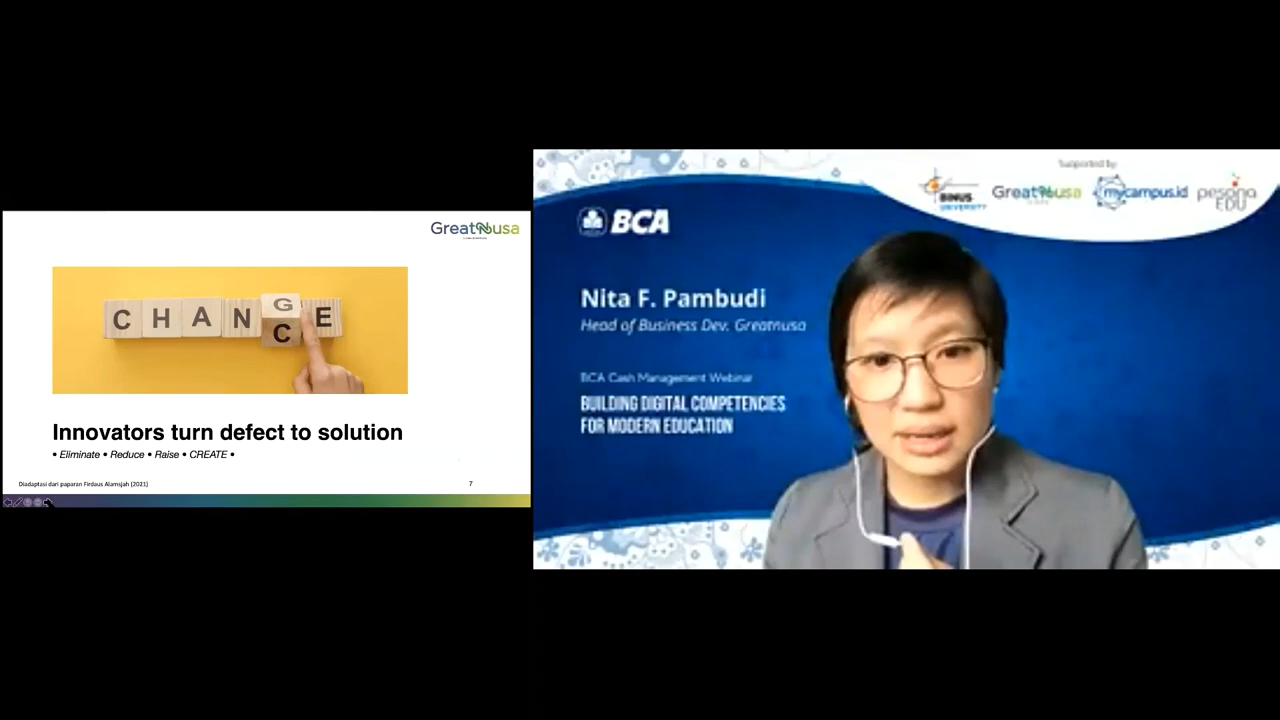 GreatNusa
C H A N G E
C
Innovators turn defect to solution
• Eliminate • Reduce • Raise • CREATE •
Diadaptasi dari paparan Firdaus Alamsjah (2021)
7
Supported by
BINUS
UNIVERSITY
GreatNusa
mycampus.id
pesona
EDU
BCA
Nita F. Pambudi
Head of Business Dev. Greatnusa
BCA Cash Management Webinar
BUILDING DIGITAL COMPETENCIES
FOR MODERN EDUCATION